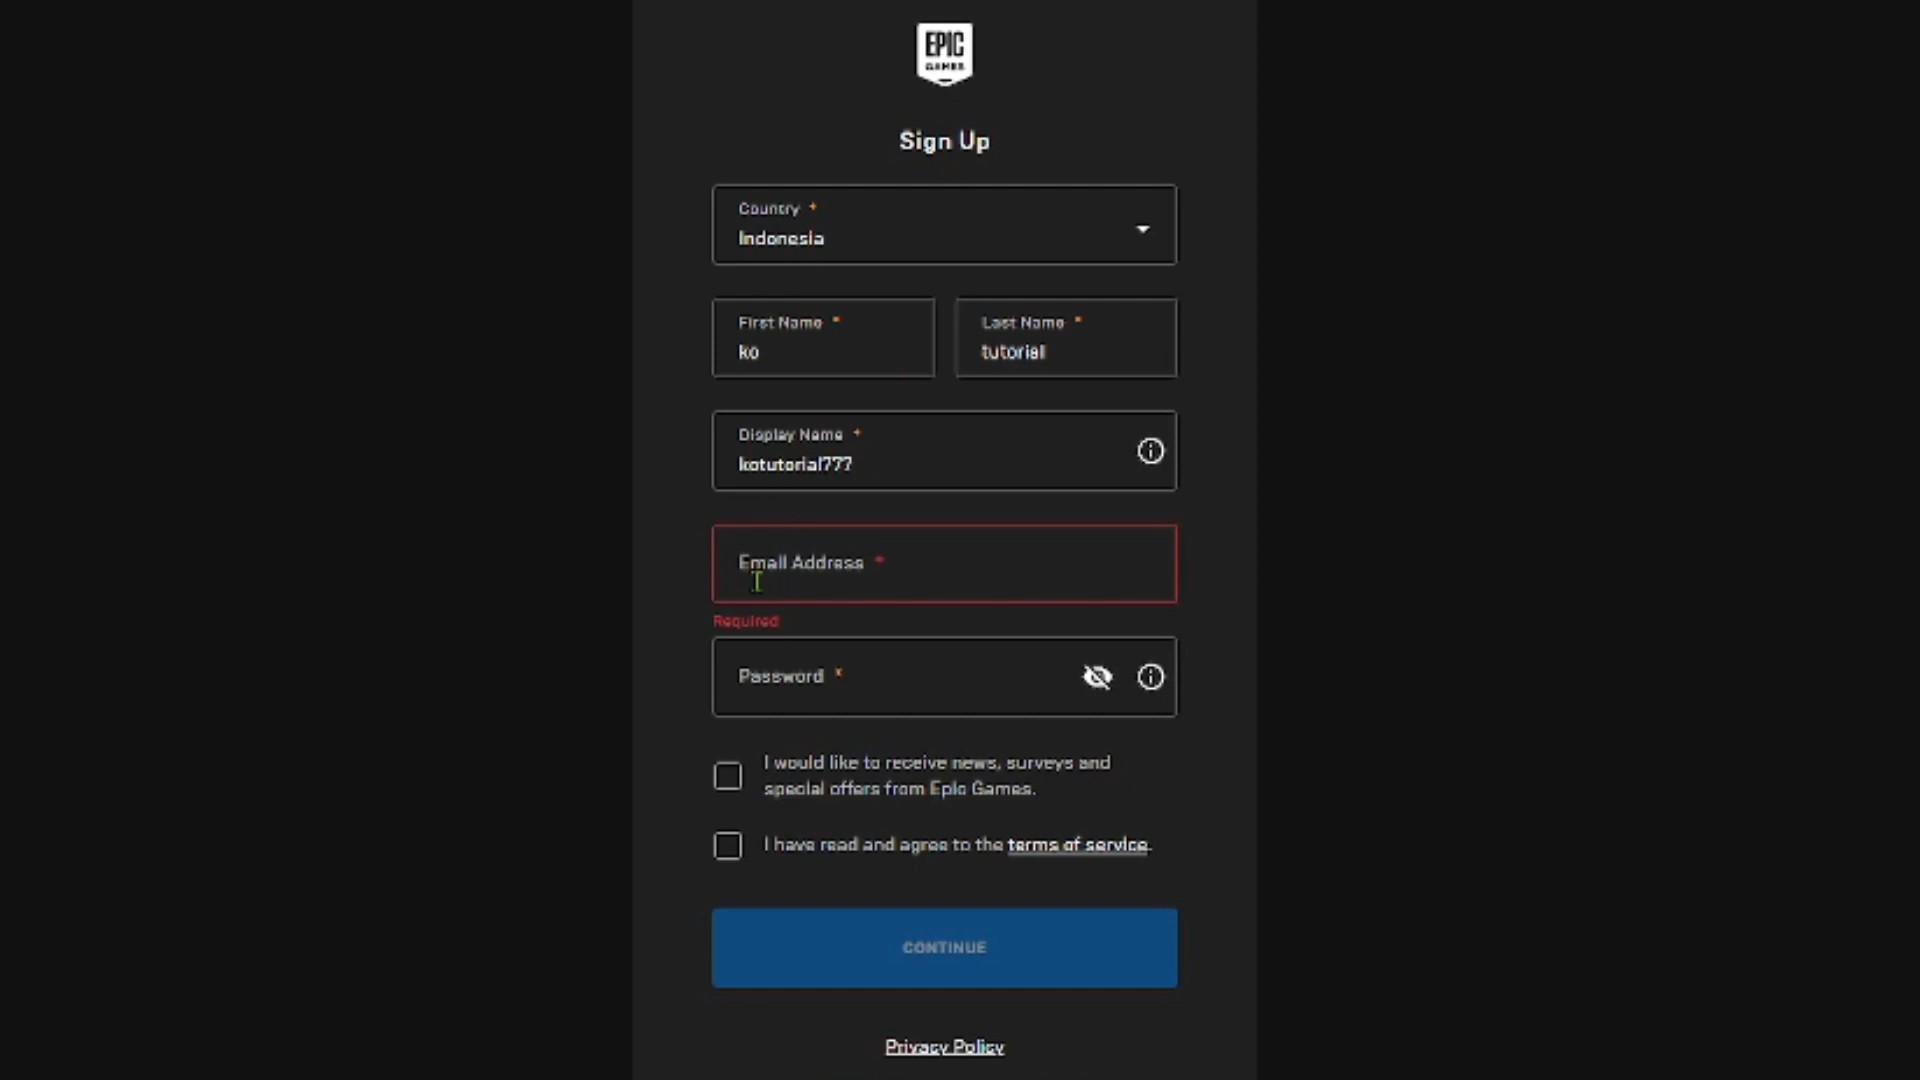 EPIC
GAMES
Sign Up
Country *
Indonesia
First Name *
ko
Last Name *
tutorial
Display Name *
kotutorial777
Email Address *
Required
Password *
I would like to receive news, surveys and
special offers from Epic Games.
I have read and agree to the terms of service.
CONTINUE
Privacy Policy